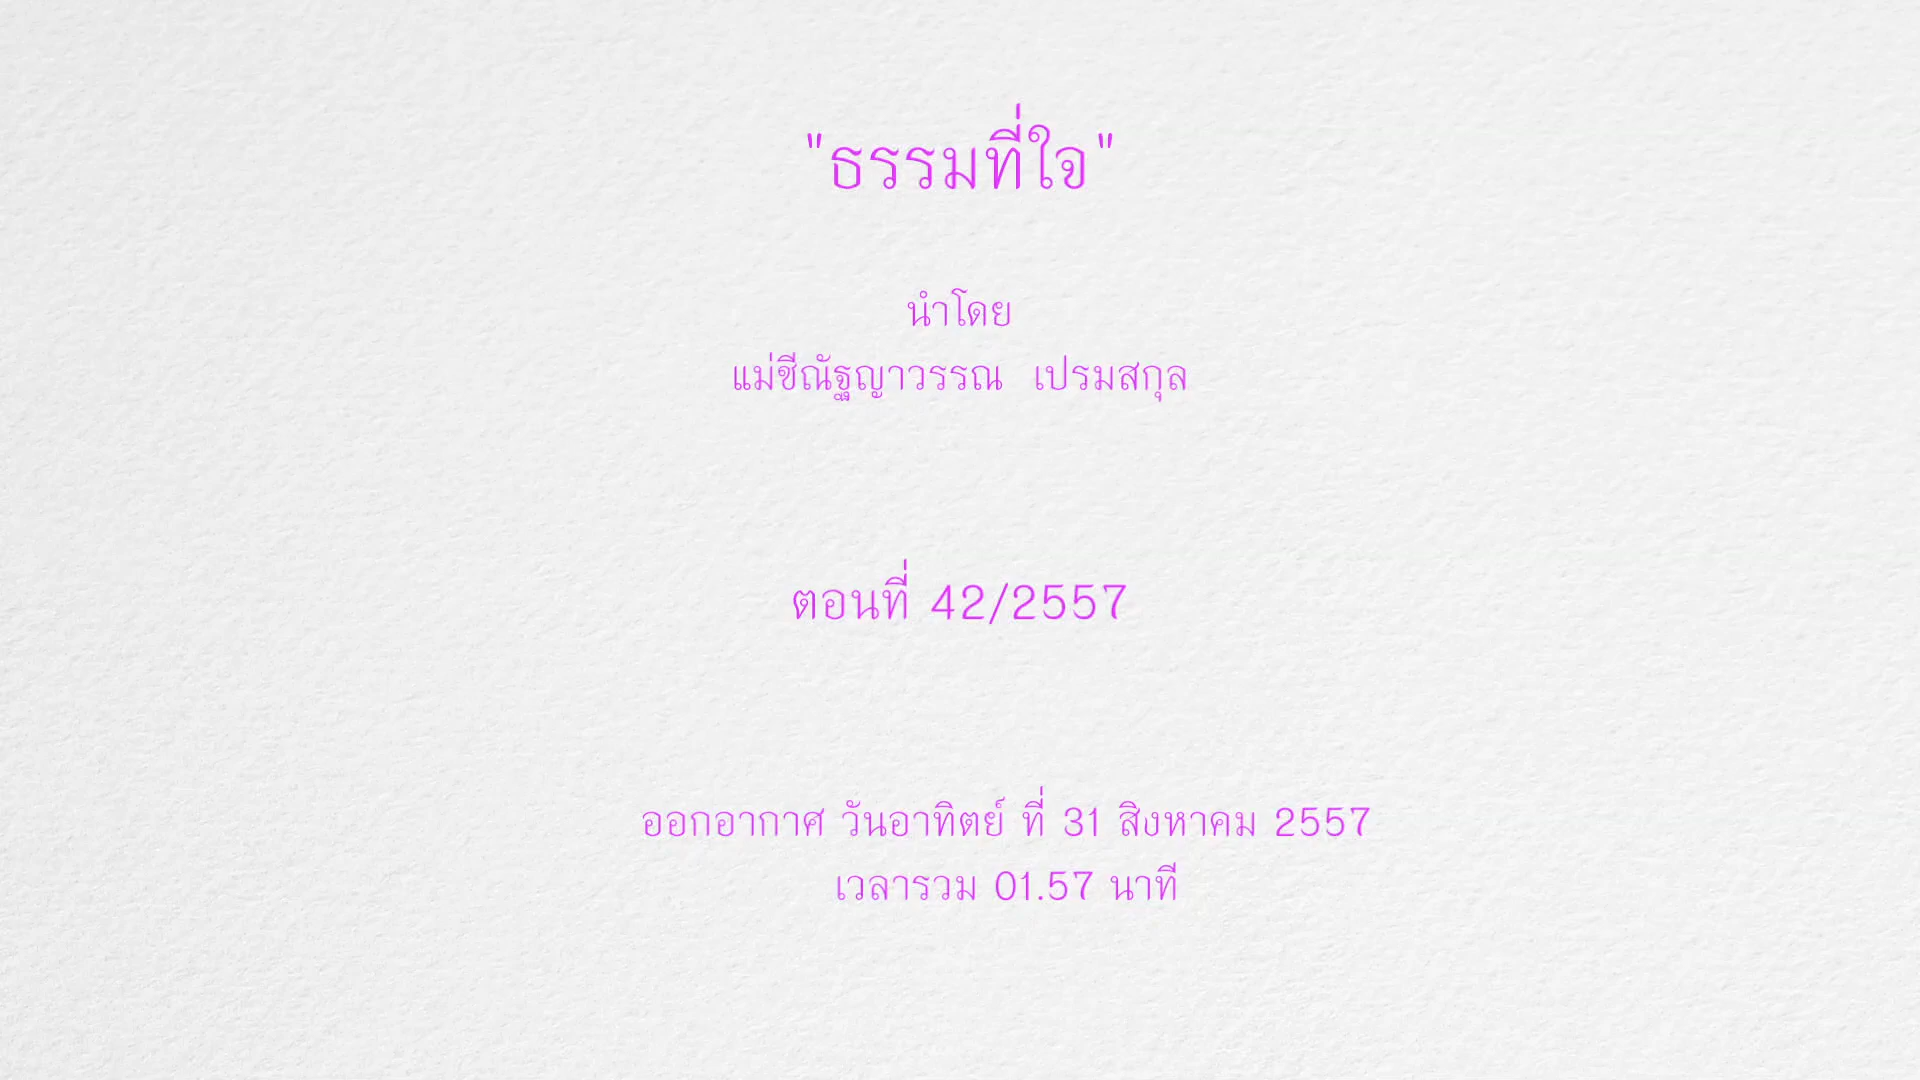 "ธรรมที่ใจ"
นำโดย
แม่ชีณัฐญาวรรณ เปรมสกุล
ตอนที่ 42/2557
ออกอากาศ วันอาทิตย์ ที่ 31 สิงหาคม 2557
เวลารวม 01.57 นาที